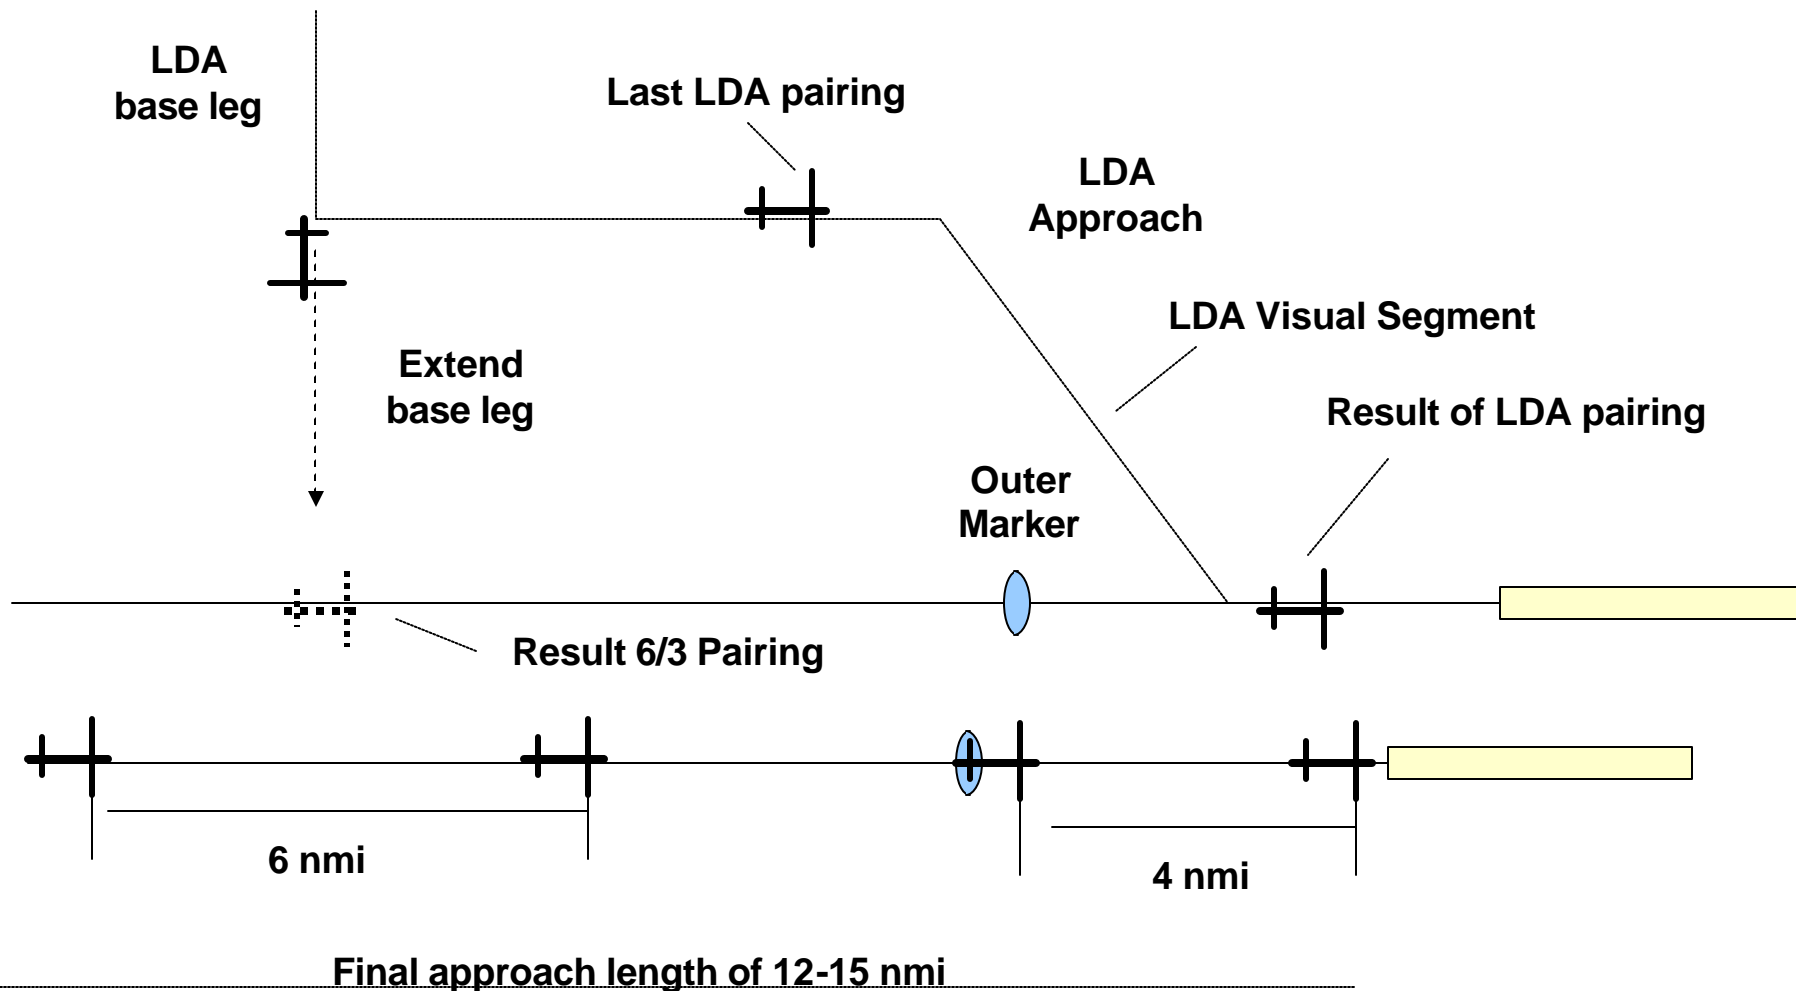 LDA
base leg
Last LDA pairing
LDA
Approach
LDA Visual Segment
Extend
base leg
Result of LDA pairing
Outer
Marker
Result 6/3 Pairing
6 nmi
4 nmi
Final approach length of 12-15 nmi